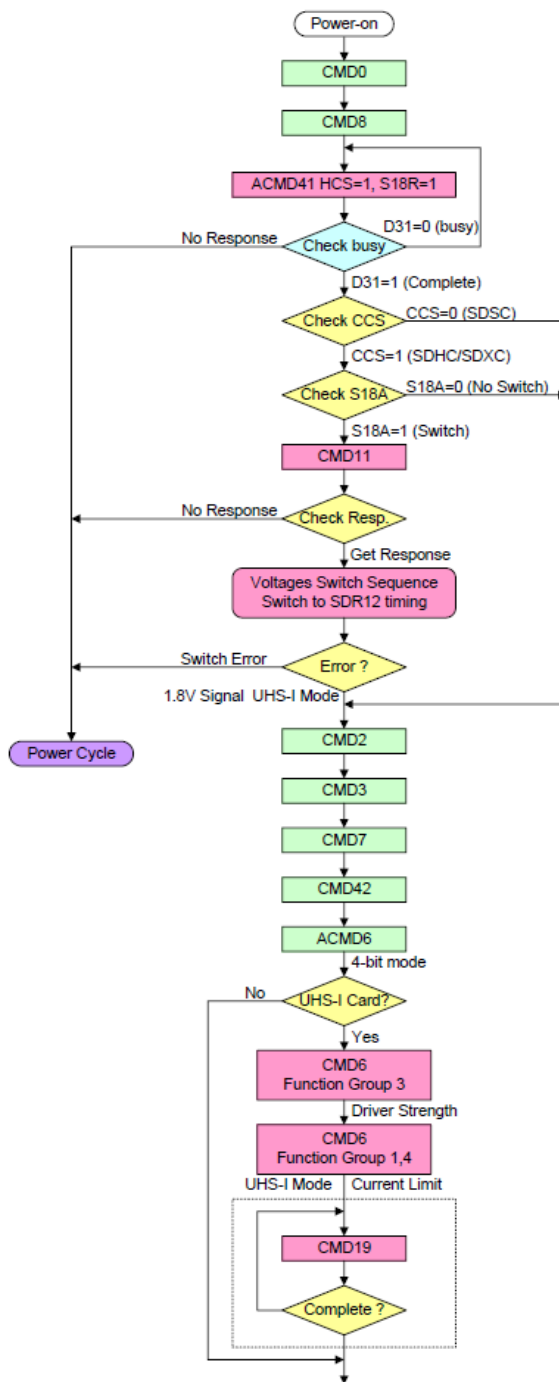 Power-on
CMD0
CMD8
ACMD41 HCS=1, S18R=1
D31=0 (busy)
No Response
Check busy
D31=1 (Complete)
CCS=0 (SDSC)
Check CCS
CCS=1 (SDHC/SDXC)
S18A=0 (No Switch)
Check S18A
S18A=1 (Switch)
CMD11
No Response
Check Resp.
Get Response
Voltages Switch Sequence
Switch to SDR12 timing
Switch Error
Error ?
1.8V Signal UHS-I Mode
CMD2
Power Cycle
CMD3
CMD7
CMD42
ACMD6
4-bit mode
No
UHS-I Card?
Yes
CMD6
Function Group 3
Driver Strength
CMD6
Function Group 1,4
UHS-I Mode
Current Limit
CMD19
Complete ?